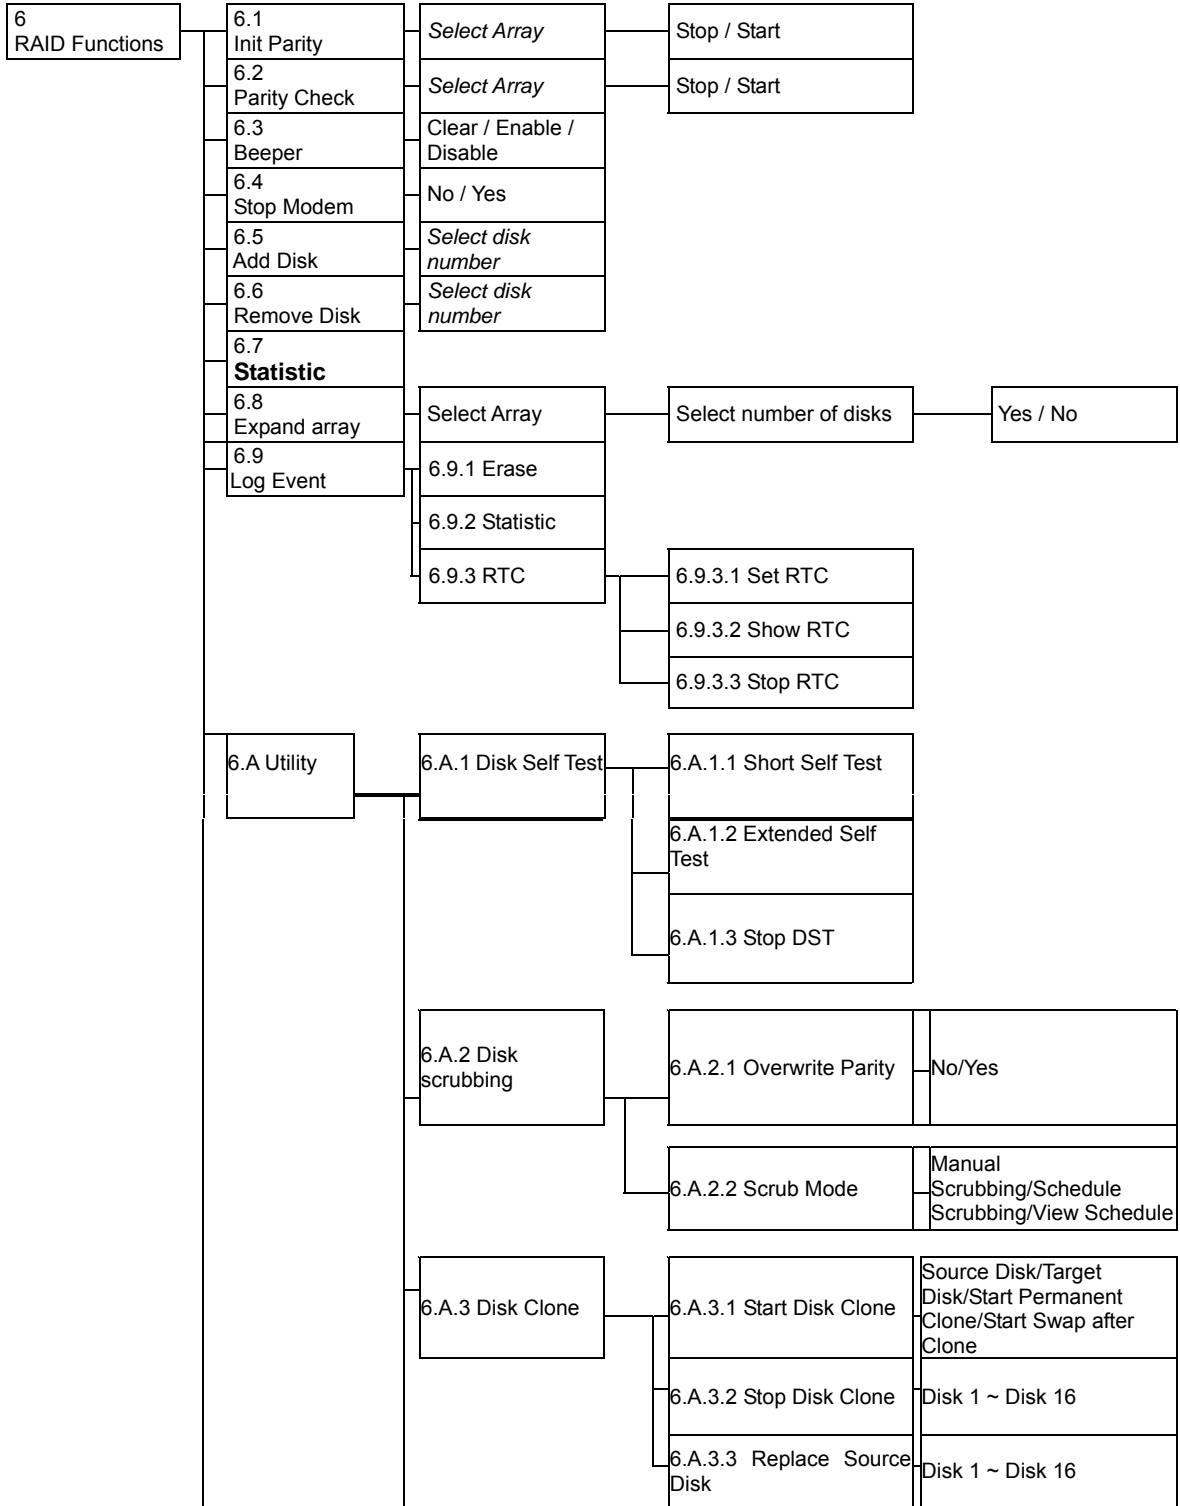 6
RAID Functions
6.1
Init Parity
Select Array
Stop / Start
6.2
Parity Check
Select Array
Stop / Start
6.3
Beeper
Clear / Enable /
Disable
6.4
Stop Modem
No / Yes
6.5
Add Disk
Select disk
number
6.6
Remove Disk
Select disk
number
6.7
Statistic
6.8
Expand array
Select Array
Select number of disks
Yes / No
6.9
Log Event
6.9.1 Erase
6.9.2 Statistic
6.9.3 RTC
6.9.3.1 Set RTC
6.9.3.2 Show RTC
6.9.3.3 Stop RTC
6.A Utility
6.A.1 Disk Self Test
6.A.1.1 Short Self Test
6.A.1.2 Extended Self
Test
6.A.1.3 Stop DST
6.A.2 Disk
scrubbing
6.A.2.1 Overwrite Parity
No/Yes
6.A.2.2 Scrub Mode
Manual
Scrubbing/Schedule
Scrubbing/View Schedule
6.A.3 Disk Clone
6.A.3.1 Start Disk Clone
Source Disk/Target
Disk/Start Permanent
Clone/Start Swap after
Clone
6.A.3.2 Stop Disk Clone
Disk 1 ~ Disk 16
6.A.3.3 Replace Source
Disk
Disk 1 ~ Disk 16